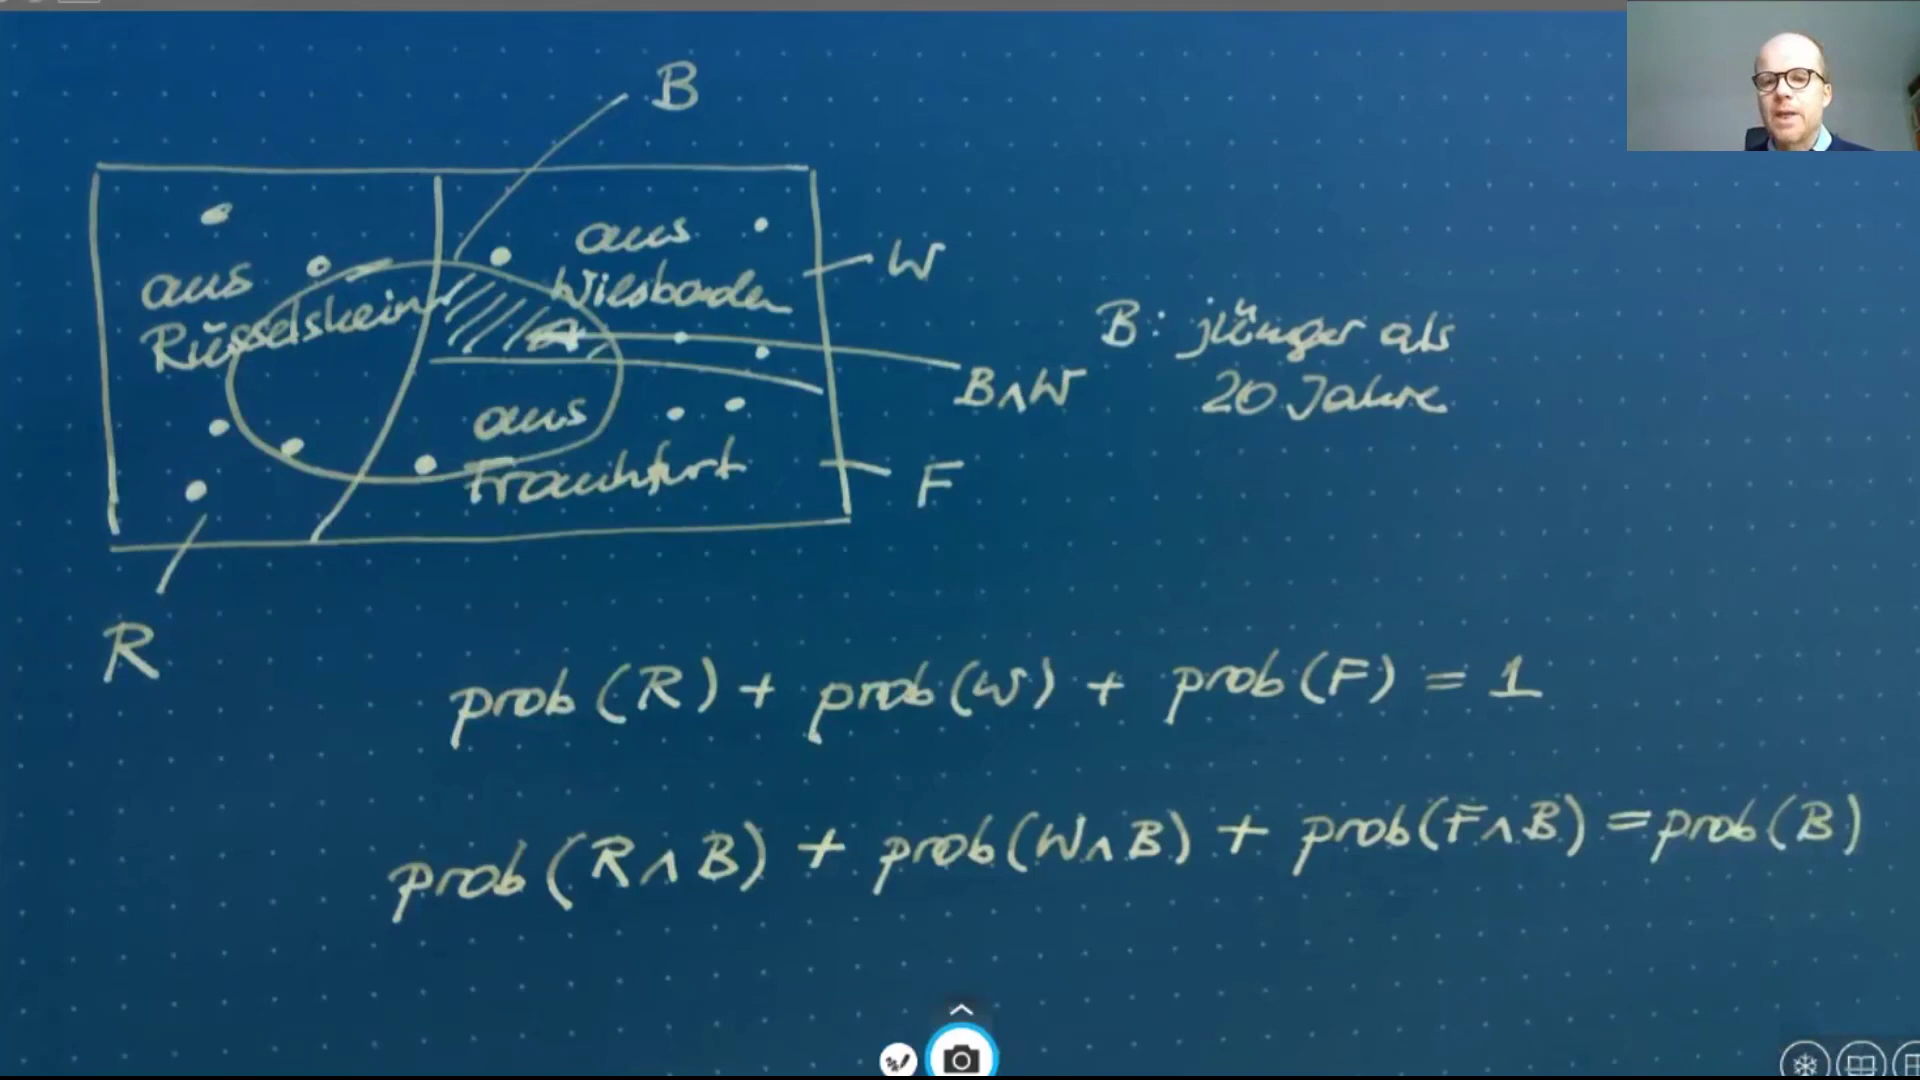 B
aus
Rüsselsheim
aus
Wiesbaden
W
B∧W
aus
Frankfurt
F
R
B: jünger als
20 Jahre
prob(R) + prob(W) + prob(F) = 1
prob(R∧B) + prob(W∧B) + prob(F∧B) = prob(B)